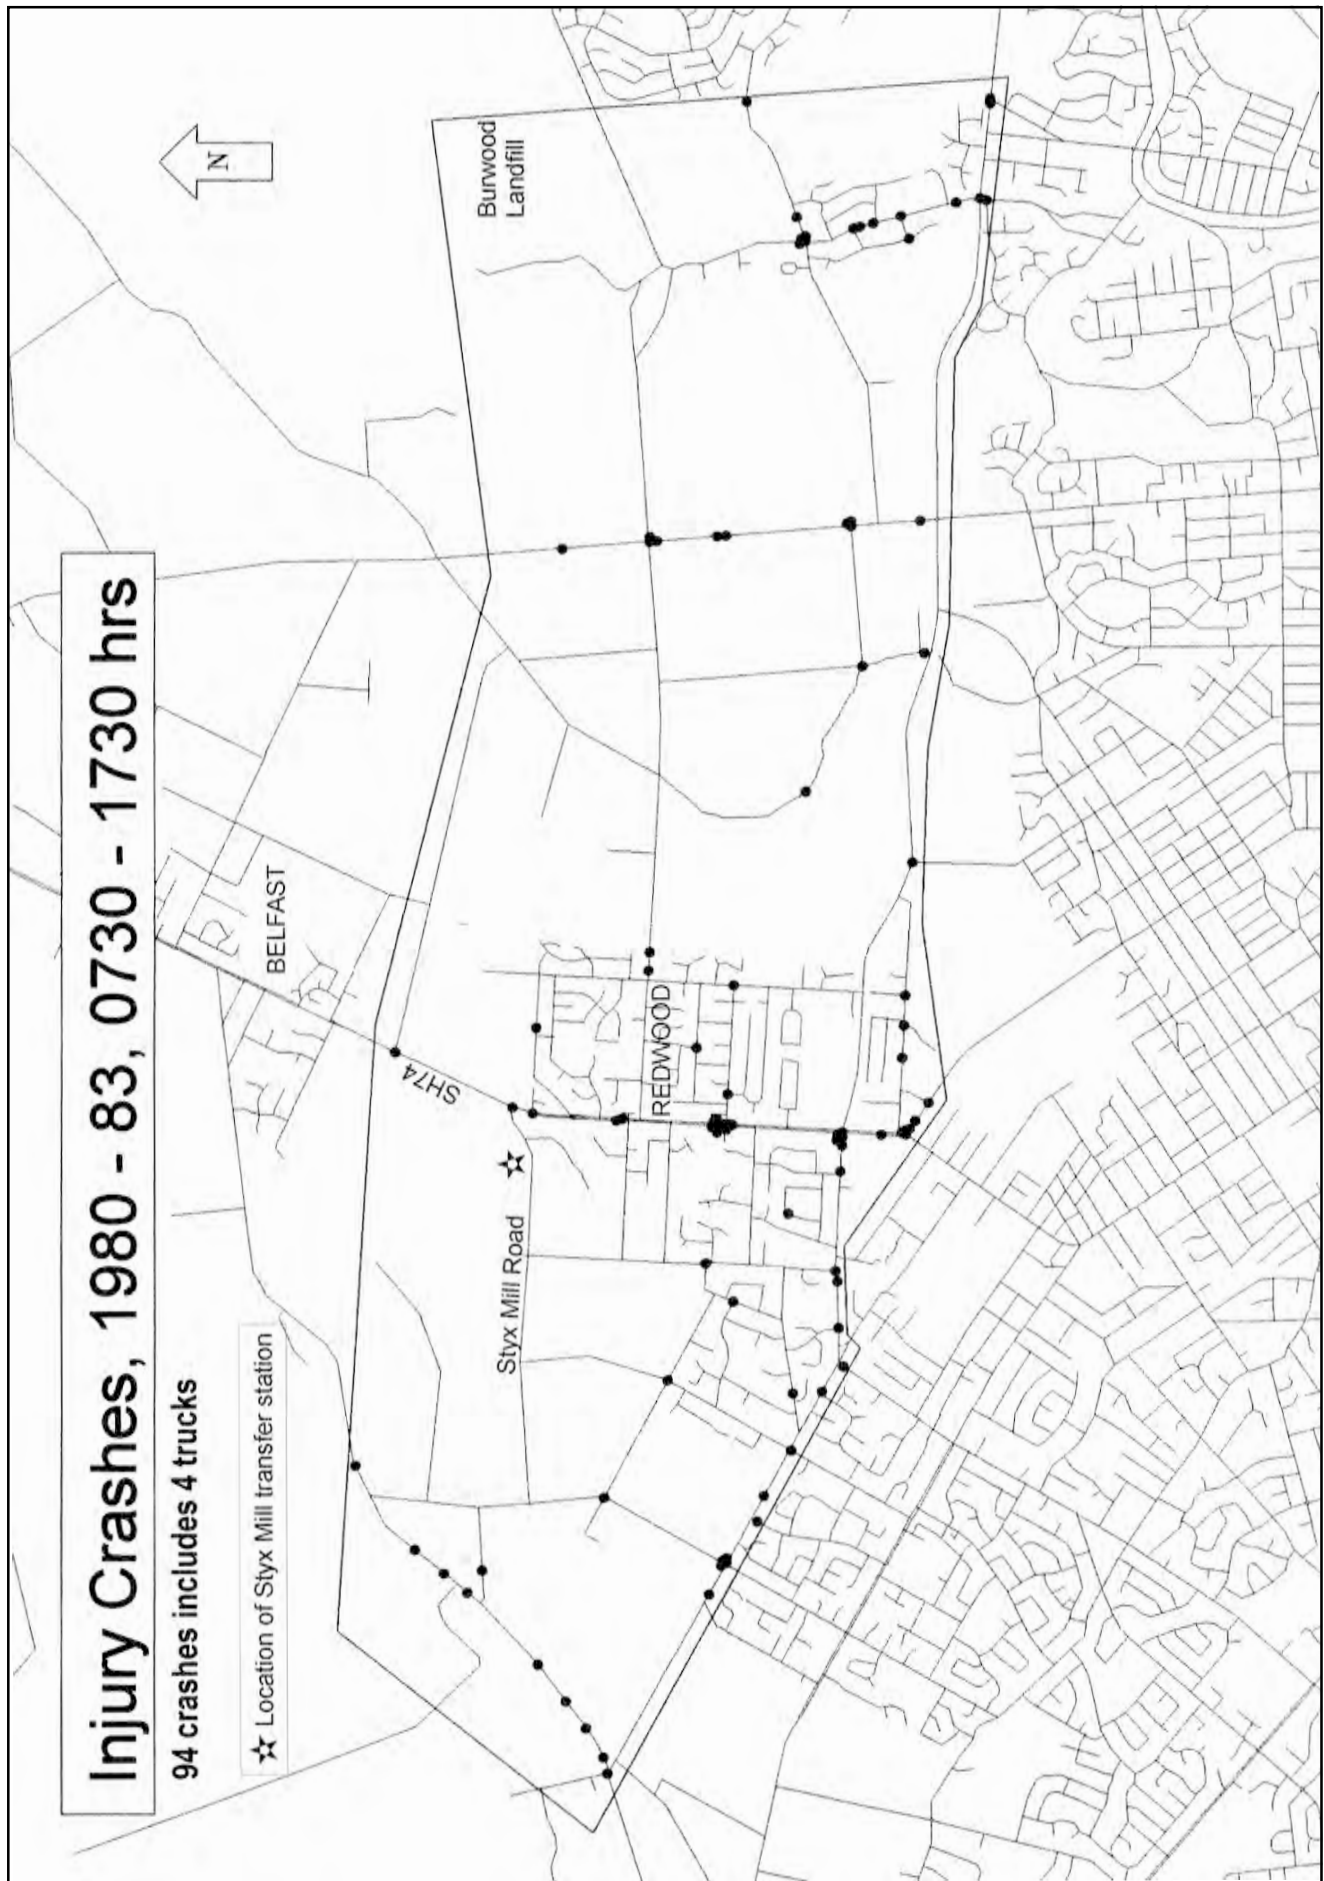 Injury Crashes, 1980 - 83, 0730 - 1730 hrs
94 crashes includes 4 trucks
Location of Styx Mill transfer station
N
BELFAST
Burwood
Landfill
SH74
Styx Mill Road
REDWOOD